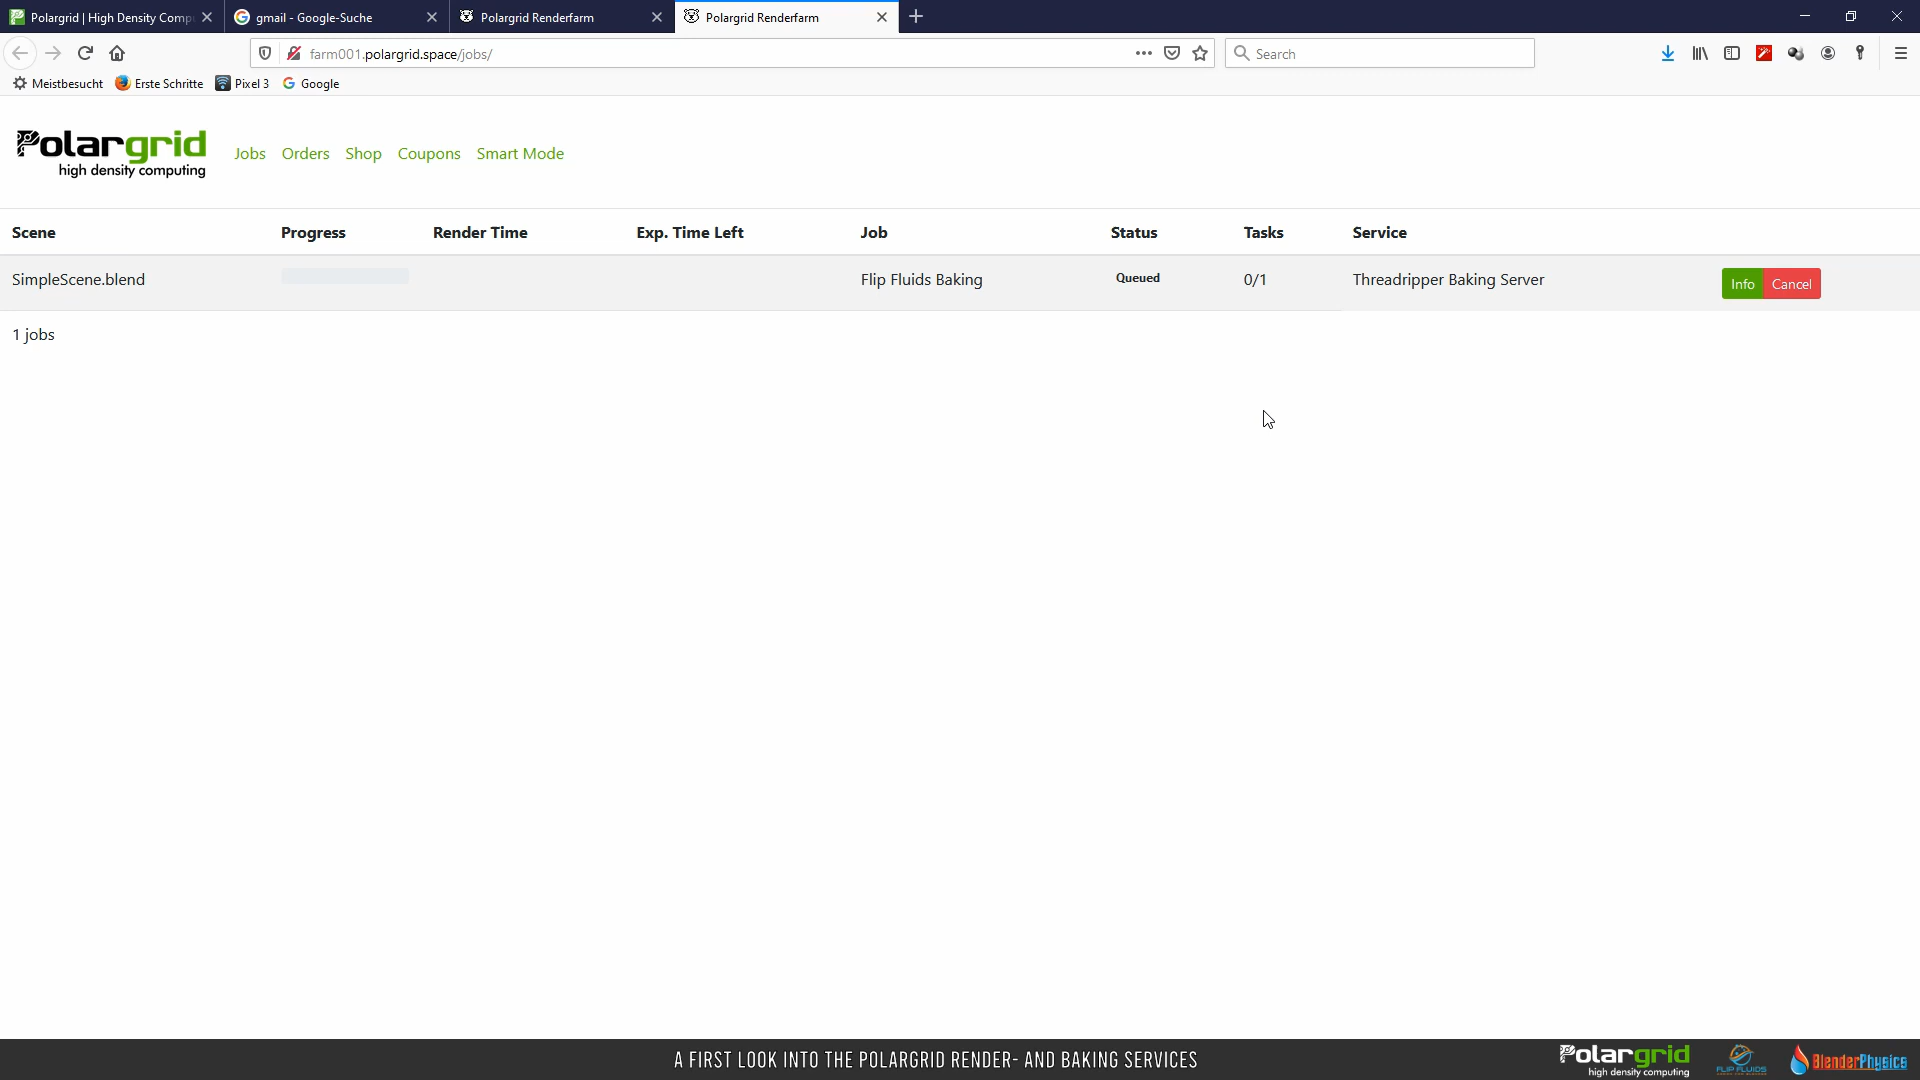 Polargrid | High Density Comp
gmail - Google-Suche
Polargrid Renderfarm
Polargrid Renderfarm
farm001.polargrid.space/jobs/
Search
Meistbesucht
Erste Schritte
Pixel 3
Google
Polargrid
high density computing
Jobs
Orders
Shop
Coupons
Smart Mode
Scene Progress Render Time Exp. Time Left Job Status Tasks Service
SimpleScene.blend Flip Fluids Baking Queued 0/1 Threadripper Baking Server Info Cancel
1 jobs
A FIRST LOOK INTO THE POLARGRID RENDER- AND BAKING SERVICES
Polargrid
high density computing
FLIP FLUIDS
BlenderPhysics